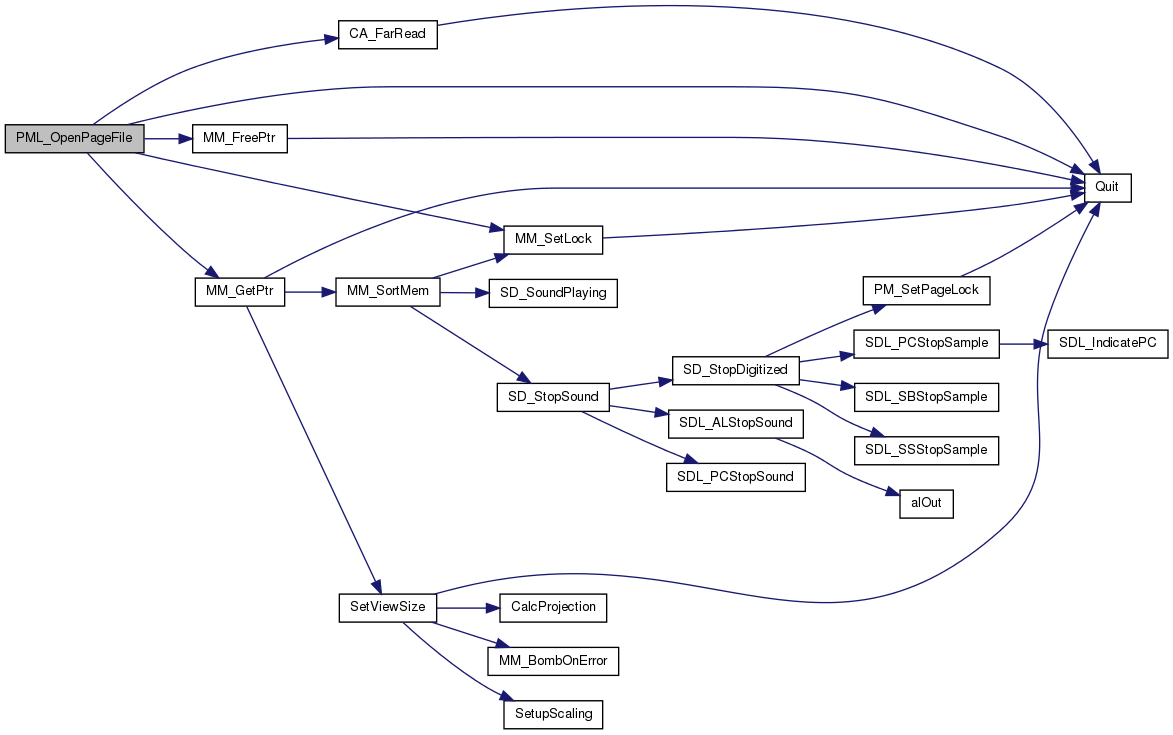 CA_FarRead
PML_OpenPageFile
MM_FreePtr
Quit
MM_SetLock
MM_GetPtr
MM_SortMem
SD_SoundPlaying
PM_SetPageLock
SDL_PCStopSample
SDL_IndicatePC
SD_StopDigitized
SD_StopSound
SDL_SBStopSample
SDL_ALStopSound
SDL_SSStopSample
SDL_PCStopSound
alOut
SetViewSize
CalcProjection
MM_BombOnError
SetupScaling